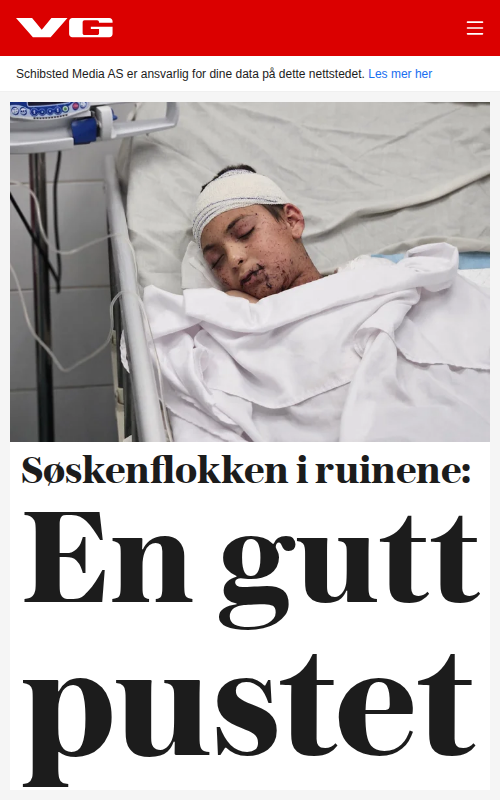 VG
Schibsted Media AS er ansvarlig for dine data på dette nettstedet. Les mer her
Søskenflokken i ruinene:
En gutt
pustet